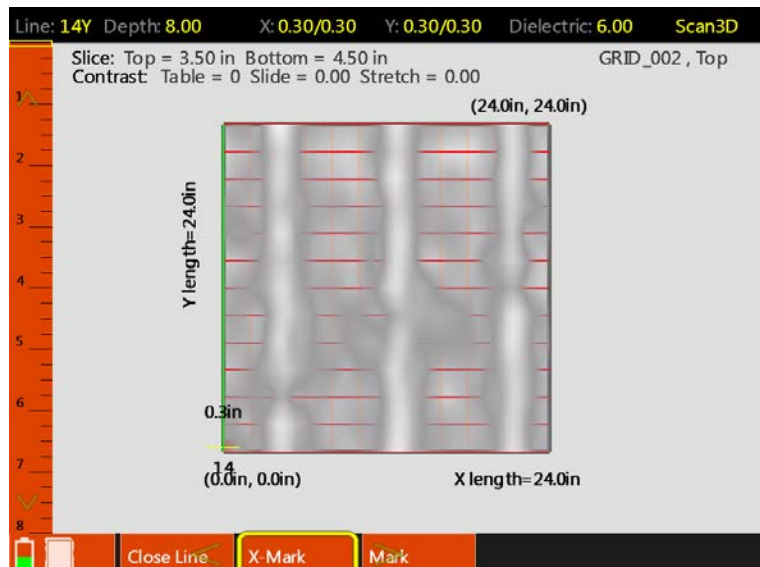 Line: 14Y Depth: 8.00 X: 0.30/0.30 Y: 0.30/0.30 Dielectric: 6.00 Scan3D
Slice: Top = 3.50 in Bottom = 4.50 in GRID_002 , Top
Contrast: Table = 0 Slide = 0.00 Stretch = 0.00
(24.0in, 24.0in)
1
2
3
4
5
6
7
8
Y length=24.0in
0.3in
14
(0.0in, 0.0in) X length=24.0in
Close Line X-Mark Mark